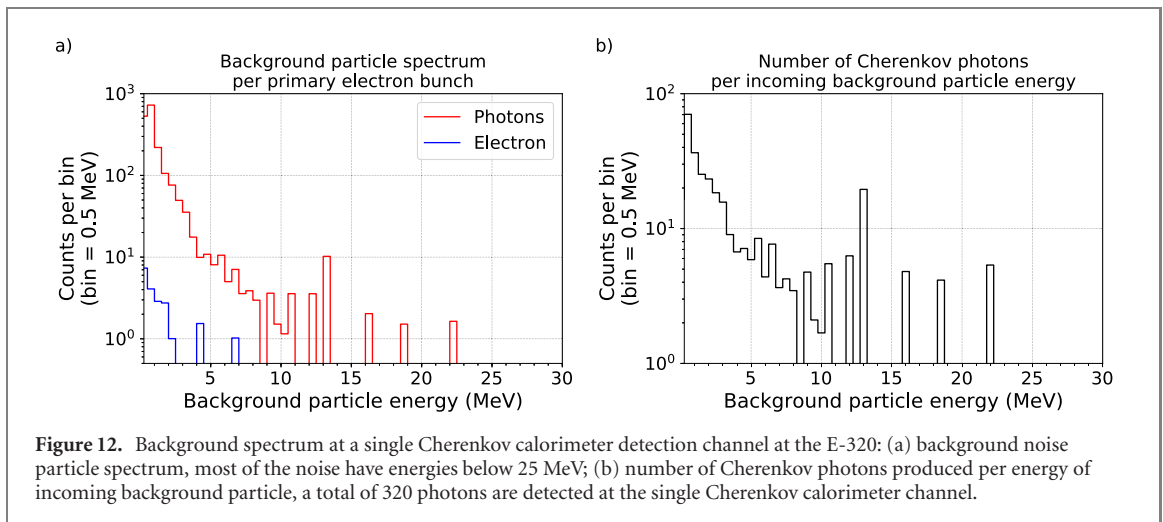 a)
Background particle spectrum
per primary electron bunch
Counts per bin
(bin = 0.5 MeV)
10³
10²
10¹
10⁰
Photons
Electron
5 10 15 20 25 30
Background particle energy (MeV)
b)
Number of Cherenkov photons
per incoming background particle energy
Counts per bin
(bin = 0.5 MeV)
10²
10¹
10⁰
5 10 15 20 25 30
Background particle energy (MeV)
Figure 12. Background spectrum at a single Cherenkov calorimeter detection channel at the E-320: (a) background noise
particle spectrum, most of the noise have energies below 25 MeV; (b) number of Cherenkov photons produced per energy of
incoming background particle, a total of 320 photons are detected at the single Cherenkov calorimeter channel.